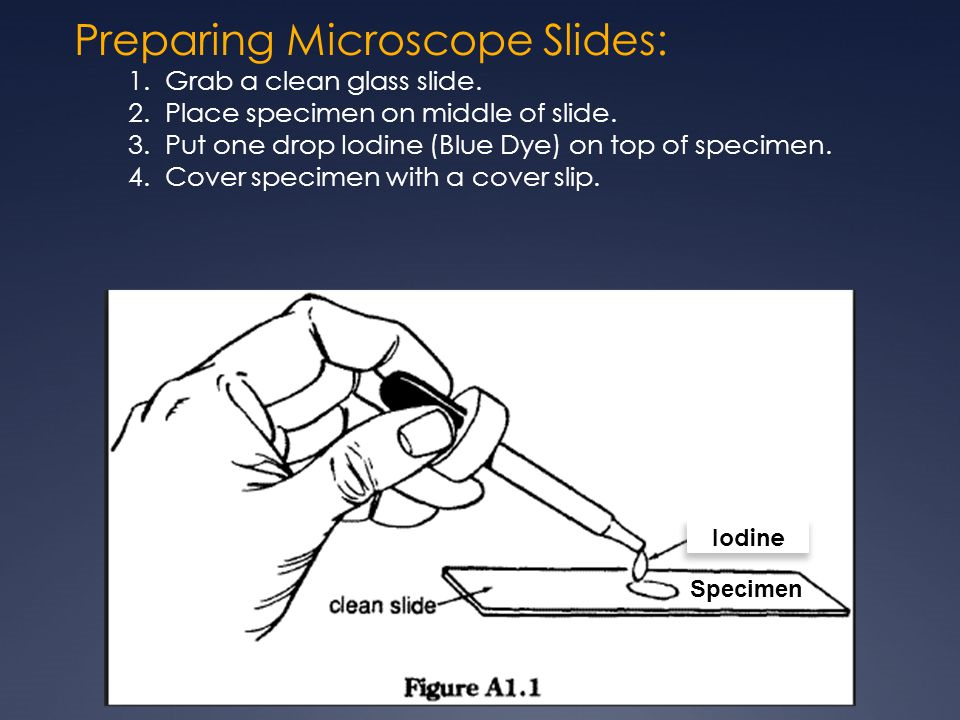 Preparing Microscope Slides:
1. Grab a clean glass slide.
2. Place specimen on middle of slide.
3. Put one drop Iodine (Blue Dye) on top of specimen.
4. Cover specimen with a cover slip.
Iodine
Specimen
clean slide
Figure A1.1